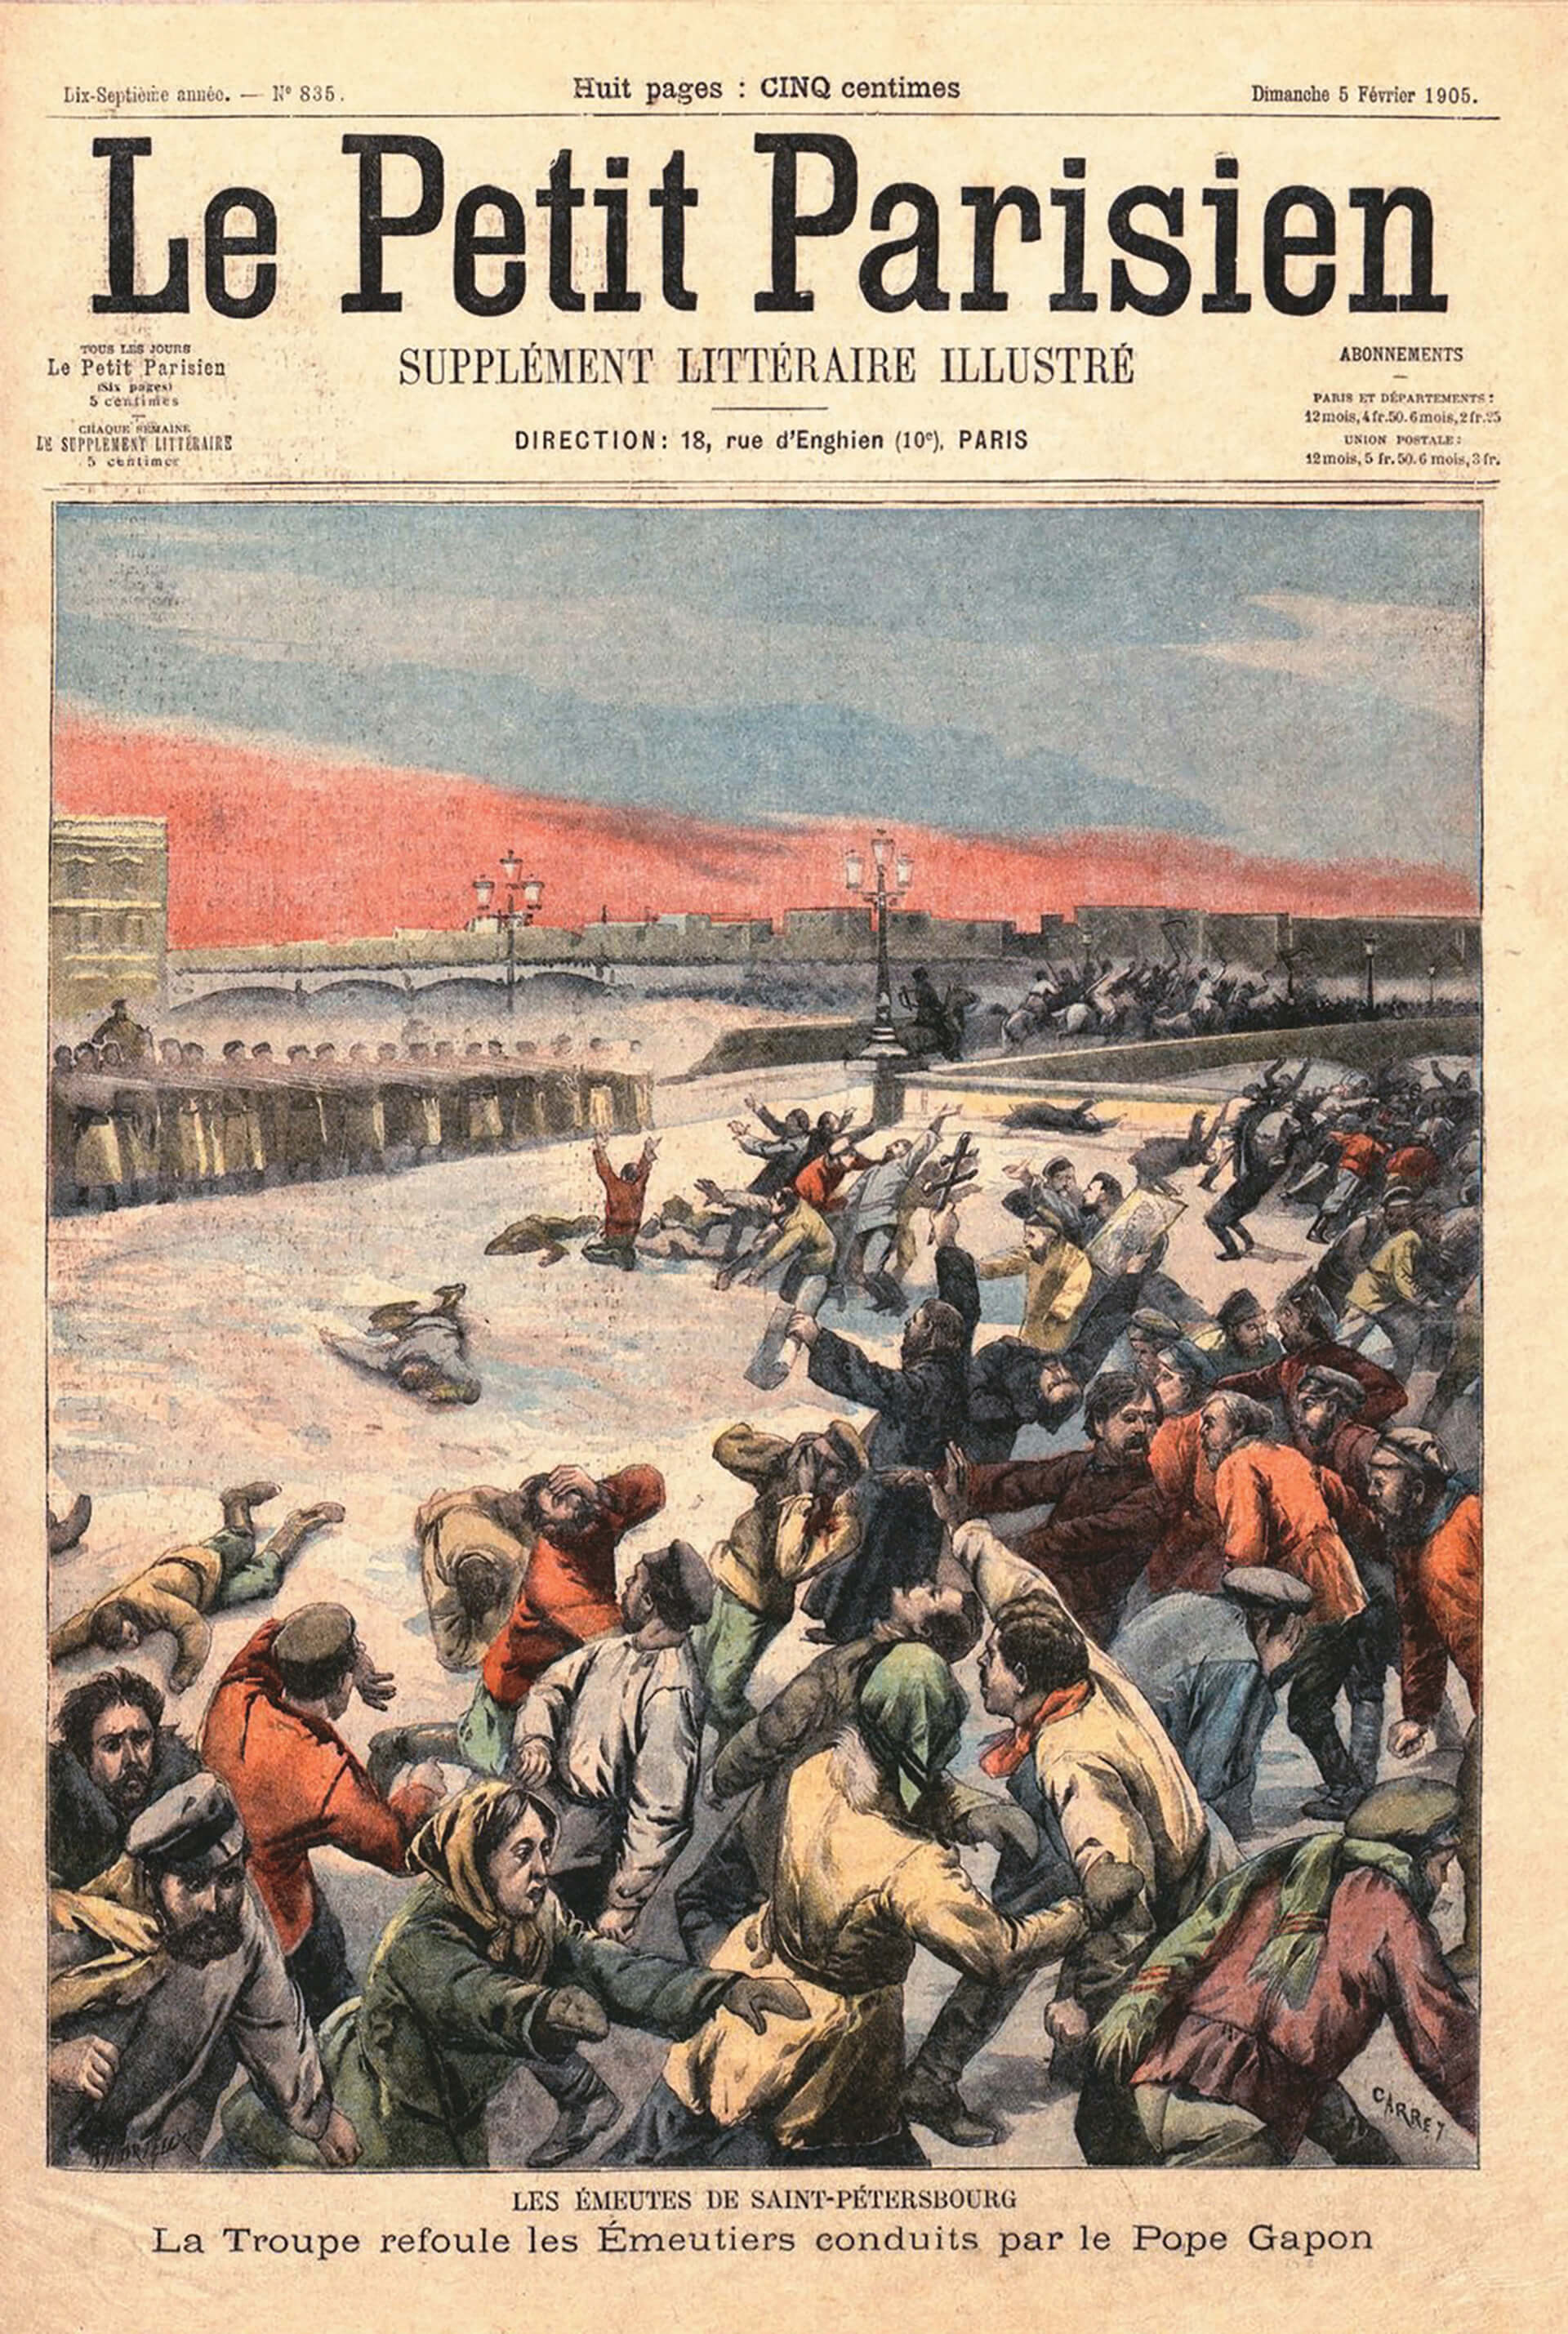 Dix-Septième année. — N° 835.
Huit pages : CINQ centimes
Dimanche 5 Février 1905.
Le Petit Parisien
TOUS LES JOURS
Le Petit Parisien
(Six pages)
5 centimes
CHAQUE SEMAINE
LE SUPPLÉMENT LITTÉRAIRE
5 centimes
SUPPLÉMENT LITTÉRAIRE ILLUSTRÉ
DIRECTION: 18, rue d'Enghien (10e), PARIS
ABONNEMENTS
PARIS ET DÉPARTEMENTS:
12 mois, 4 fr. 50. 6 mois, 2 fr. 25
UNION POSTALE:
12 mois, 5 fr. 50. 6 mois, 3 fr.
CARREY
LES ÉMEUTES DE SAINT-PÉTERSBOURG
La Troupe refoule les Émeutiers conduits par le Pope Gapon